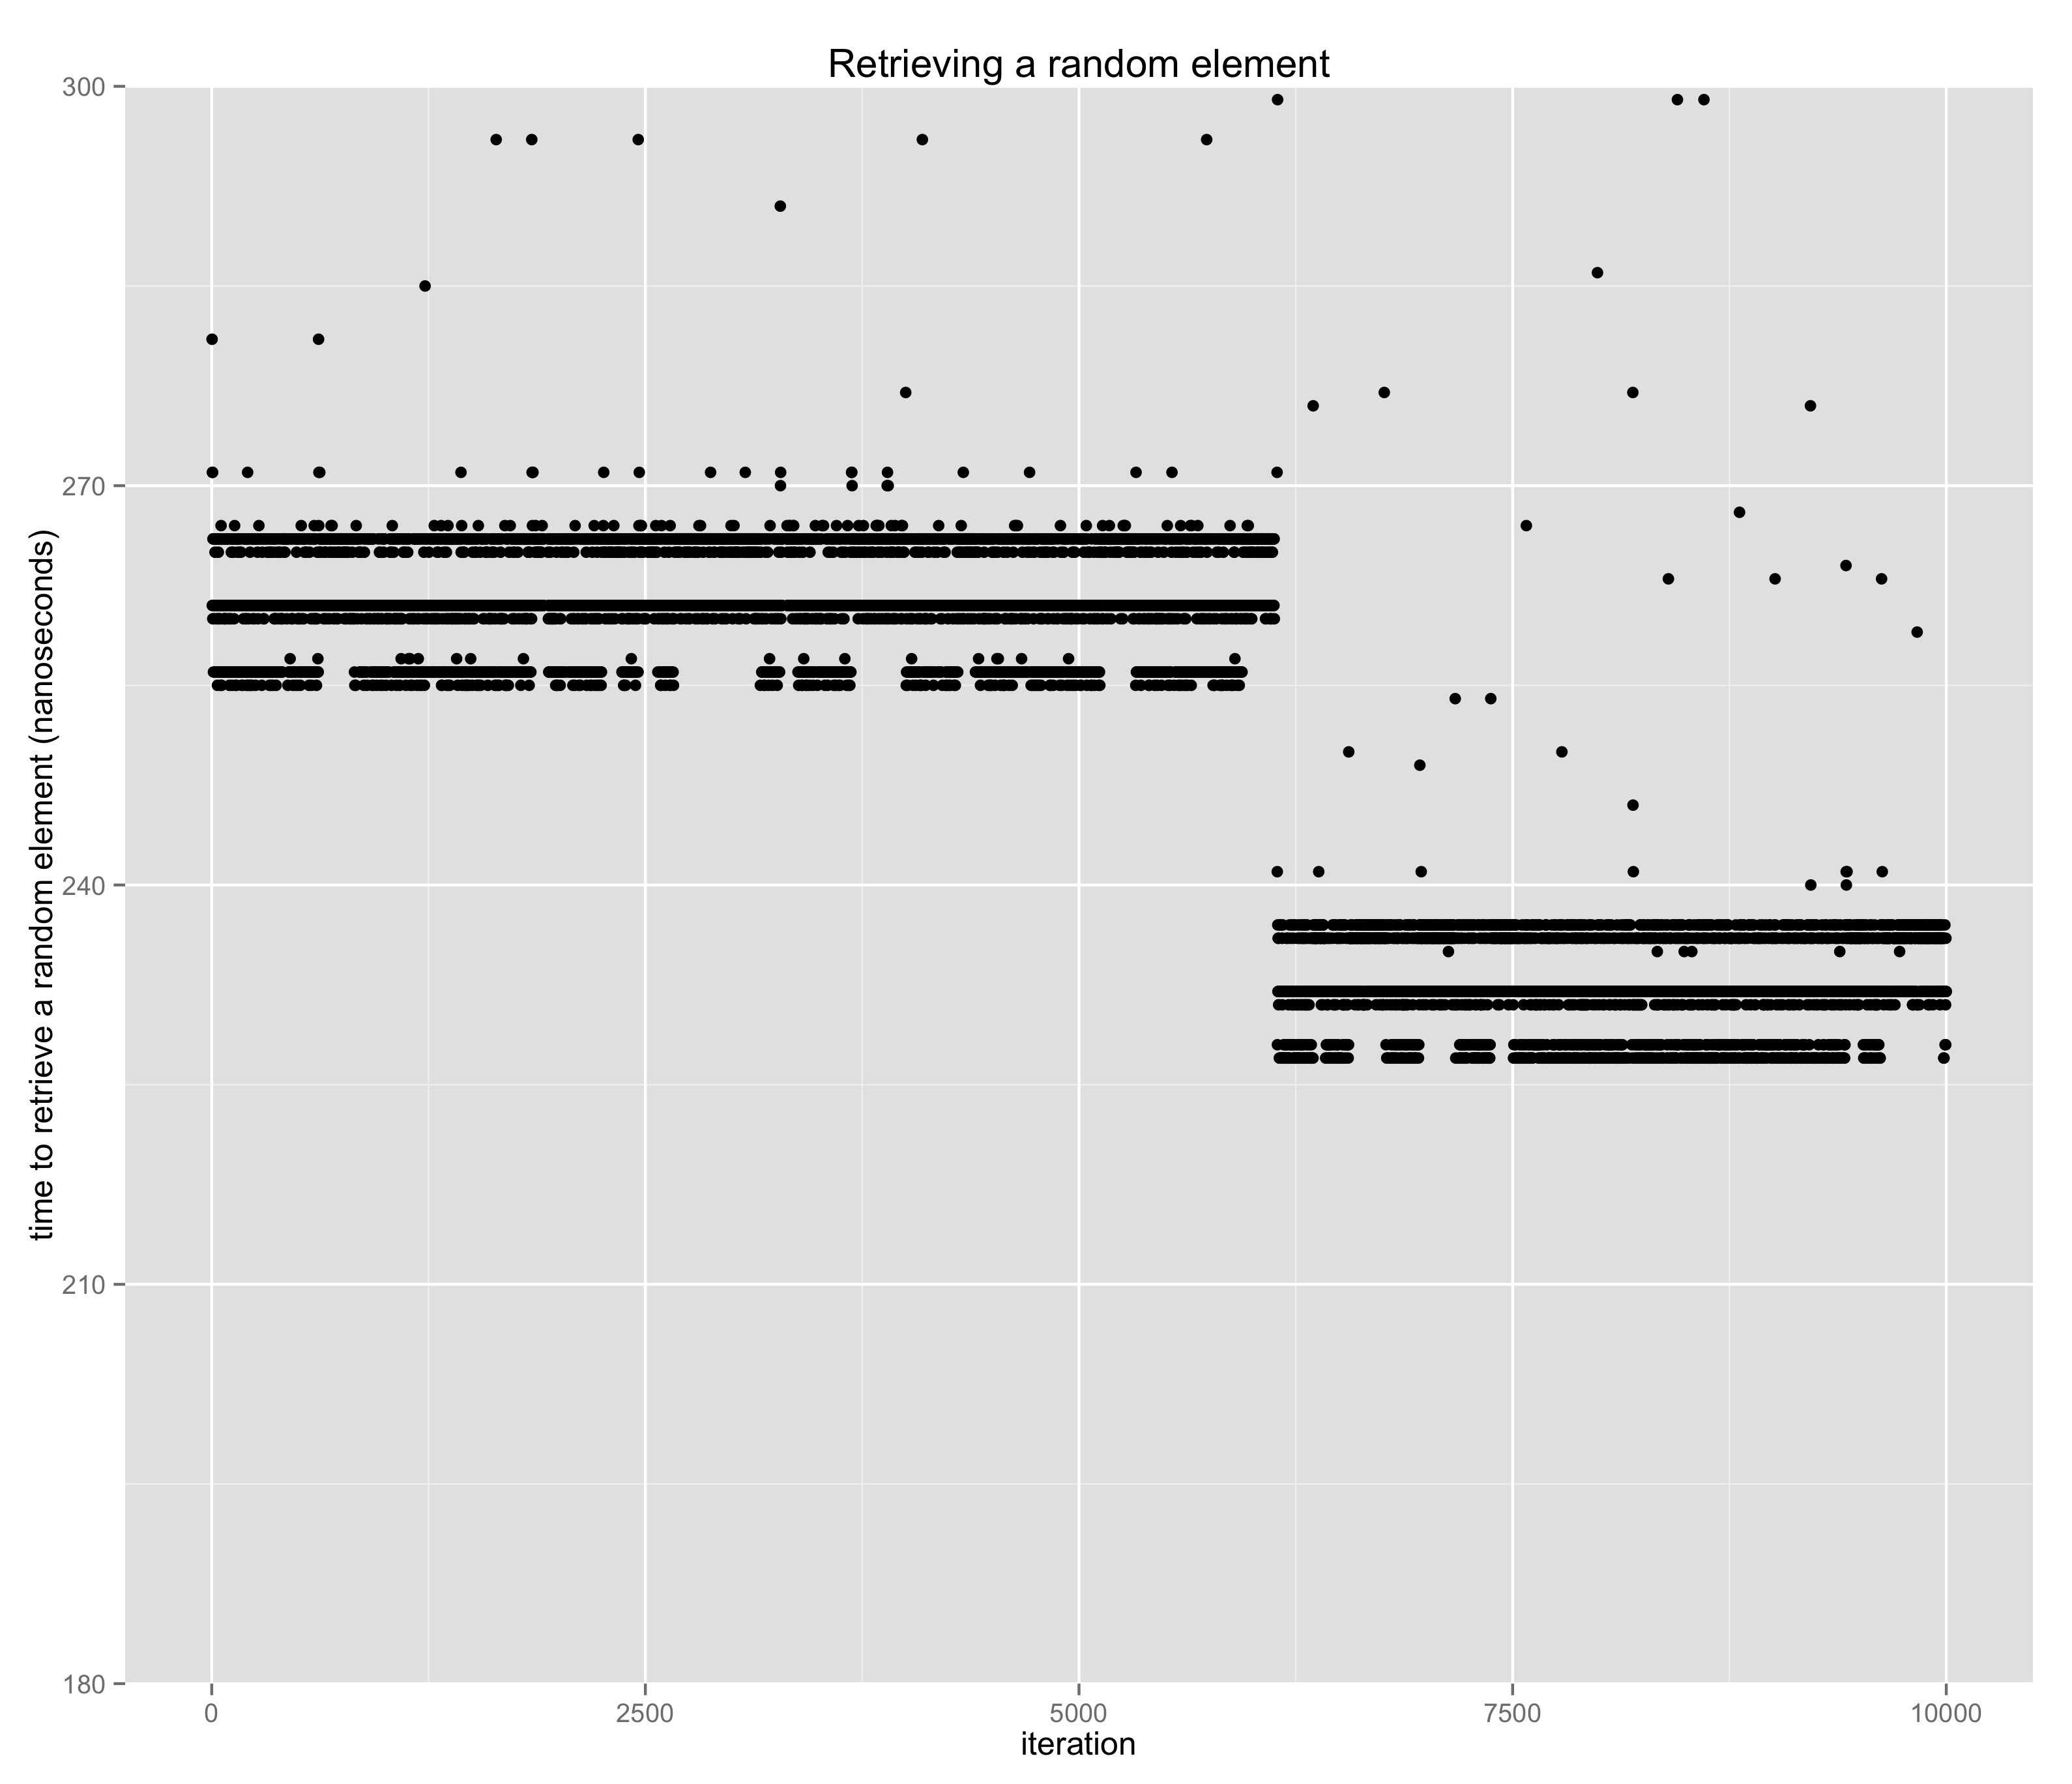 Retrieving a random element
300
270
240
210
180
time to retrieve a random element (nanoseconds)
0 2500 5000 7500 10000
iteration